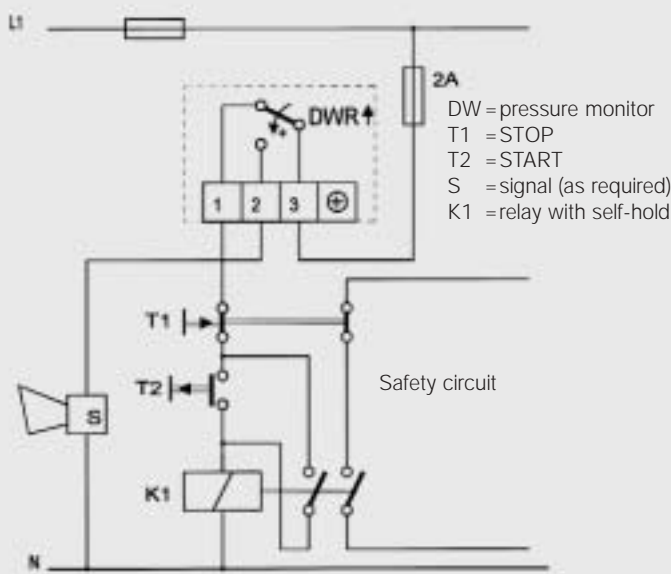 L1
2A
DWR
+
DW = pressure monitor
T1 = STOP
T2 = START
S = signal (as required)
K1 = relay with self-hold
1 2 3
T1
Safety circuit
T2
S
K1
N